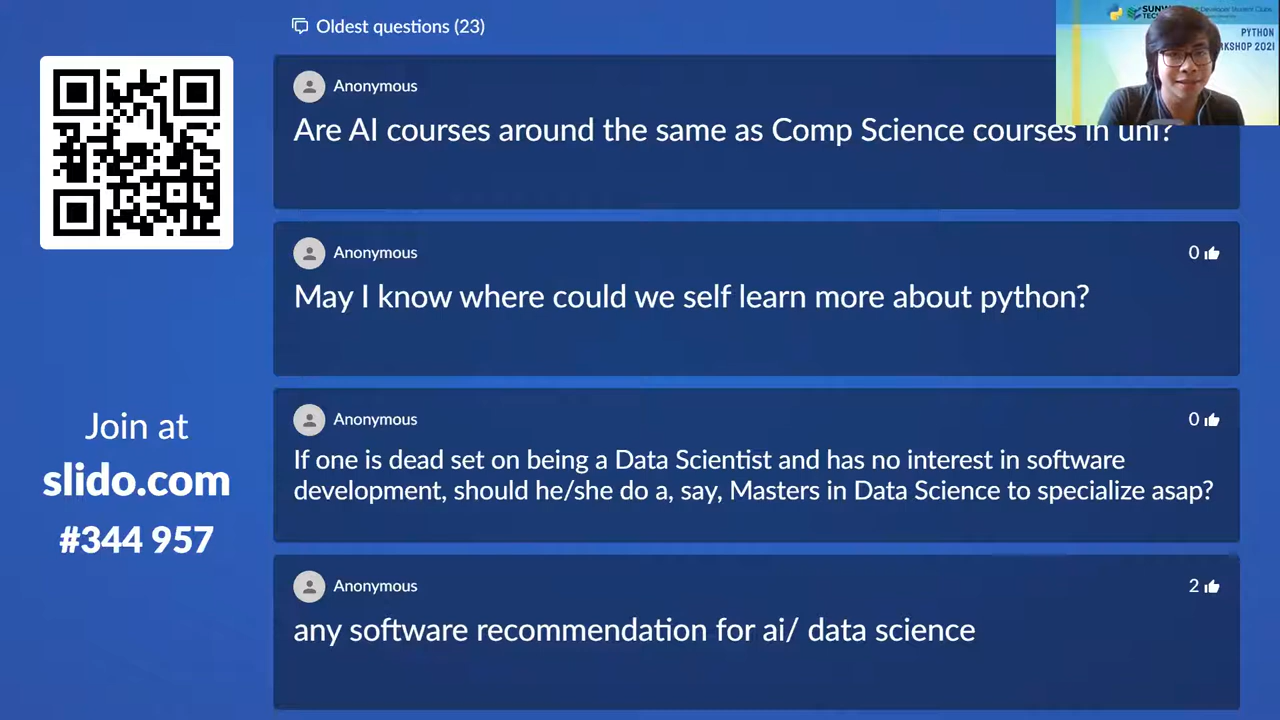 Oldest questions (23)
Anonymous
Are AI courses around the same as Comp Science courses in uni?
Anonymous
0
May I know where could we self learn more about python?
Anonymous
0
If one is dead set on being a Data Scientist and has no interest in software
development, should he/she do a, say, Masters in Data Science to specialize asap?
Anonymous
2
any software recommendation for ai/ data science
Join at
slido.com
#344 957
Developer Student Clubs
PYTHON
2021